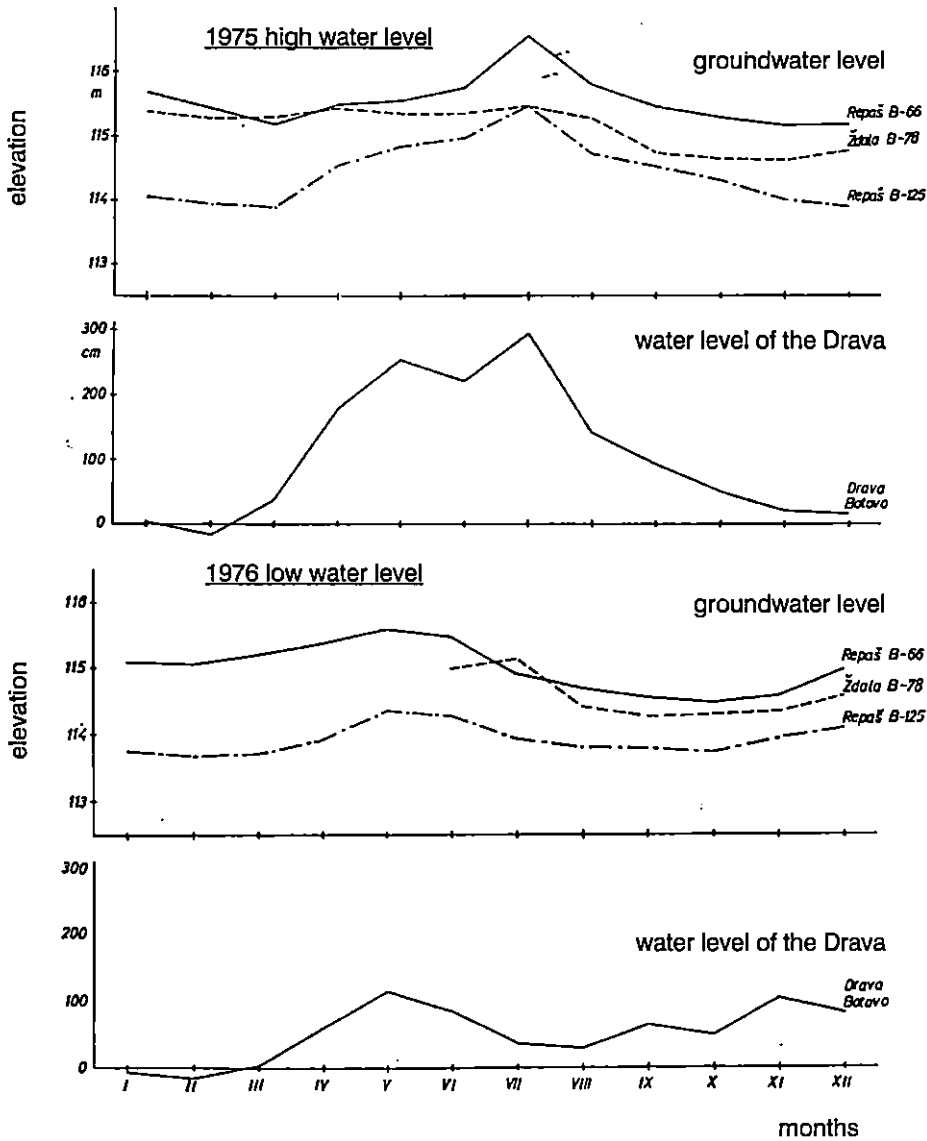 1975 high water level
groundwater level
elevation
116
m
115
114
113
Repaš B-66
Ždala B-78
Repaš B-125
water level of the Drava
300
cm
200
100
0
Drava
Botovo
1976 low water level
groundwater level
elevation
116
115
114
113
Repaš B-66
Ždala B-78
Repaš B-125
water level of the Drava
300
200
100
0
Drava
Botovo
I II III IV V VI VII VIII IX X XI XII
months